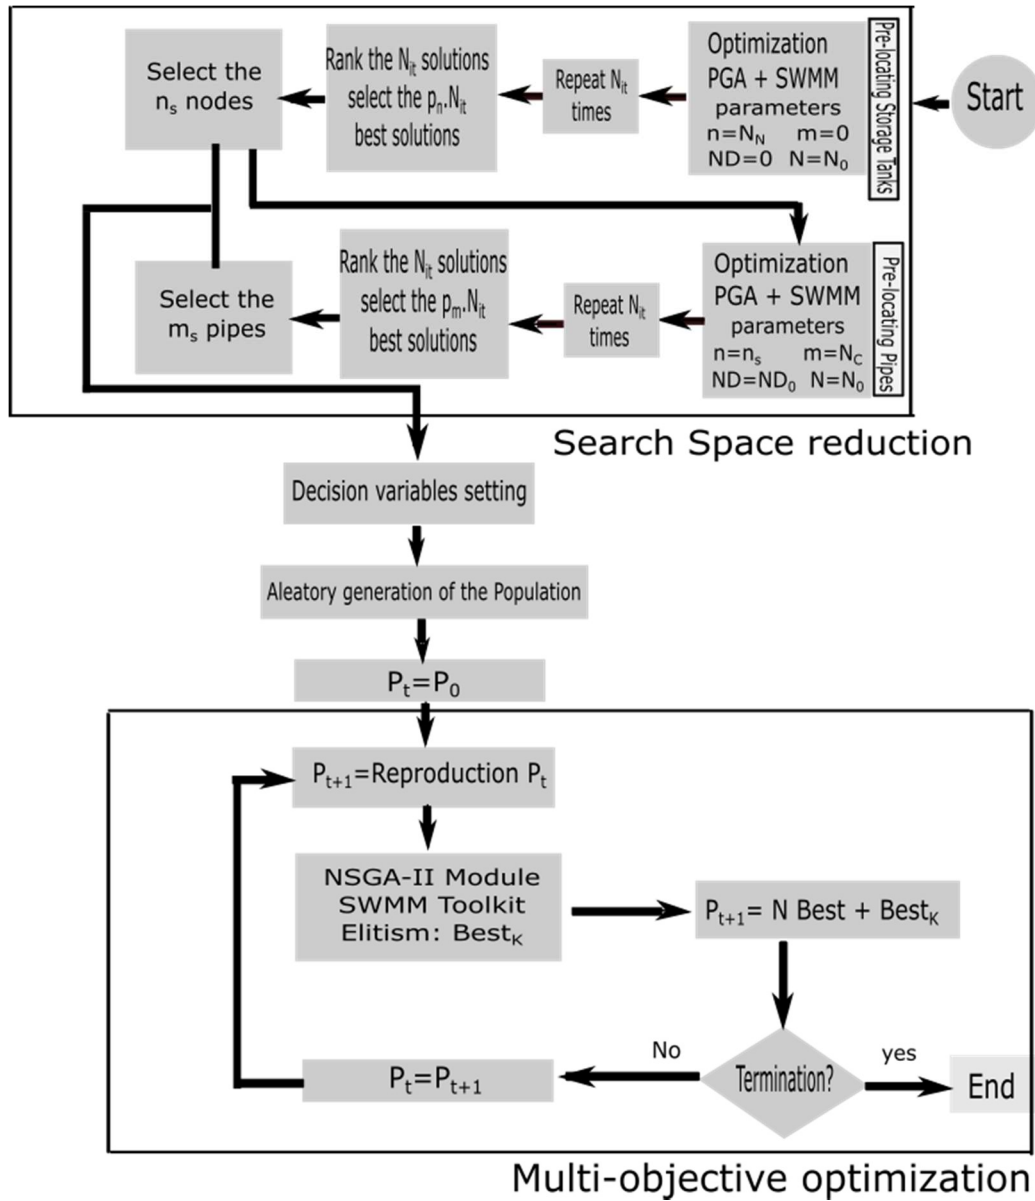 Start
Pre-locating Storage Tanks
Optimization
PGA + SWMM
parameters
n=N_N m=0
ND=0 N=N_0
Repeat N_it
times
Rank the N_it solutions
select the p_n.N_it
best solutions
Select the
n_s nodes
Pre-locating Pipes
Optimization
PGA + SWMM
parameters
n=n_s m=N_C
ND=ND_0 N=N_0
Repeat N_it
times
Rank the N_it solutions
select the p_m.N_it
best solutions
Select the
m_s pipes
Search Space reduction
Decision variables setting
Aleatory generation of the Population
P_t=P_0
P_t+1=Reproduction P_t
NSGA-II Module
SWMM Toolkit
Elitism: Best_K
P_t+1= N Best + Best_K
Termination?
No
yes
P_t=P_t+1
End
Multi-objective optimization